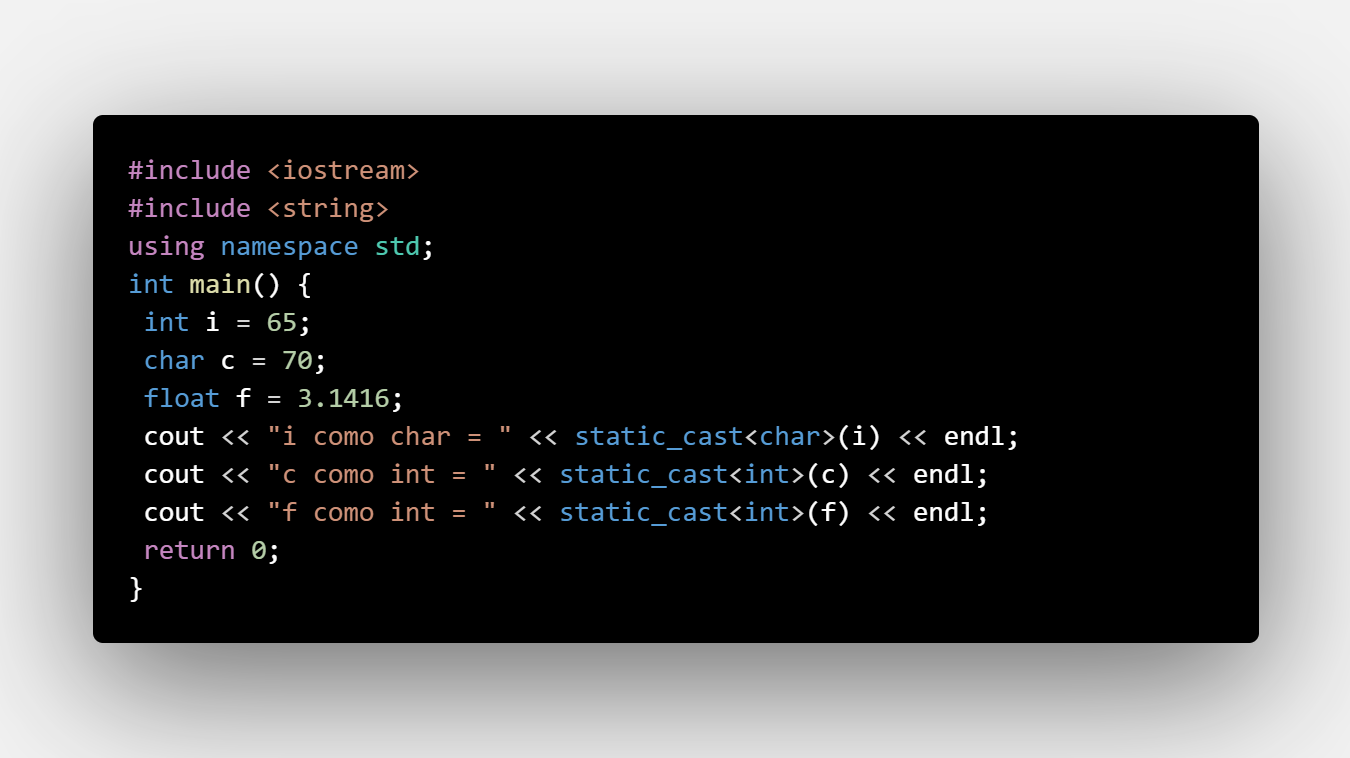 #include <iostream>
#include <string>
using namespace std;
int main() {
 int i = 65;
 char c = 70;
 float f = 3.1416;
 cout << "i como char = " << static_cast<char>(i) << endl;
 cout << "c como int = " << static_cast<int>(c) << endl;
 cout << "f como int = " << static_cast<int>(f) << endl;
 return 0;
}